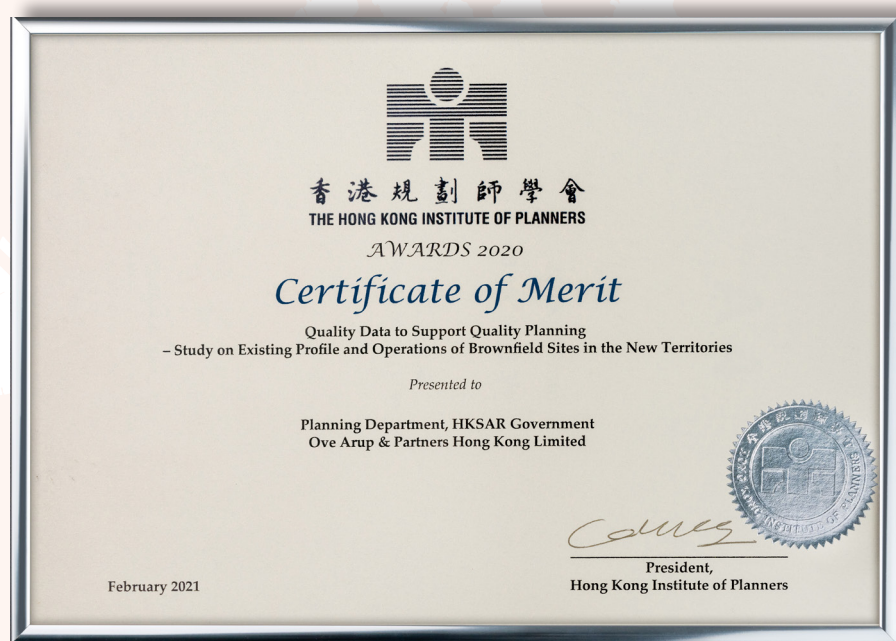 香港規劃師學會
THE HONG KONG INSTITUTE OF PLANNERS
AWARDS 2020
Certificate of Merit
Quality Data to Support Quality Planning
– Study on Existing Profile and Operations of Brownfield Sites in the New Territories
Presented to
Planning Department, HKSAR Government
Ove Arup & Partners Hong Kong Limited
President,
Hong Kong Institute of Planners
February 2021